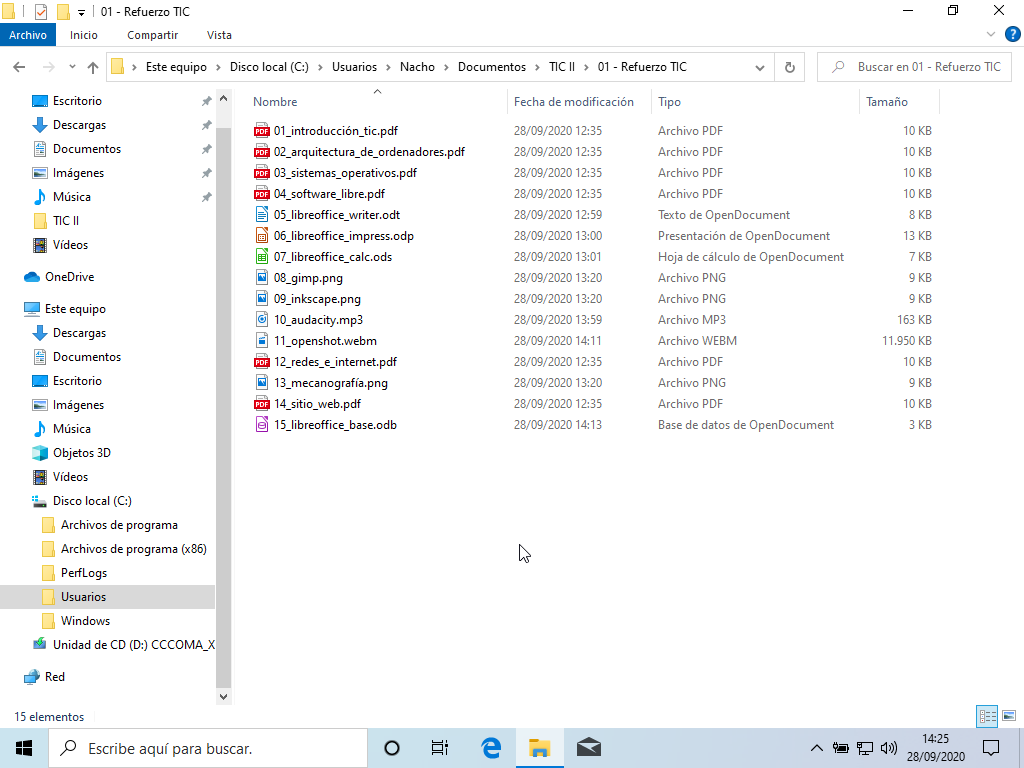 01 - Refuerzo TIC
Archivo Inicio Compartir Vista
Este equipo Disco local (C:) Usuarios Nacho Documentos TIC II 01 - Refuerzo TIC Buscar en 01 - Refuerzo TIC
Escritorio
Descargas
Documentos
Imágenes
Música
TIC II
Vídeos
OneDrive
Este equipo
Descargas
Documentos
Escritorio
Imágenes
Música
Objetos 3D
Vídeos
Disco local (C:)
Archivos de programa
Archivos de programa (x86)
PerfLogs
Usuarios
Windows
Unidad de CD (D:) CCCOMA_X
Red
Nombre Fecha de modificación Tipo Tamaño
PDF 01_introducción_tic.pdf 28/09/2020 12:35 Archivo PDF 10 KB
PDF 02_arquitectura_de_ordenadores.pdf 28/09/2020 12:35 Archivo PDF 10 KB
PDF 03_sistemas_operativos.pdf 28/09/2020 12:35 Archivo PDF 10 KB
PDF 04_software_libre.pdf 28/09/2020 12:35 Archivo PDF 10 KB
05_libreoffice_writer.odt 28/09/2020 12:59 Texto de OpenDocument 8 KB
06_libreoffice_impress.odp 28/09/2020 13:00 Presentación de OpenDocument 13 KB
07_libreoffice_calc.ods 28/09/2020 13:01 Hoja de cálculo de OpenDocument 7 KB
08_gimp.png 28/09/2020 13:20 Archivo PNG 9 KB
09_inkscape.png 28/09/2020 13:20 Archivo PNG 9 KB
10_audacity.mp3 28/09/2020 13:59 Archivo MP3 163 KB
11_openshot.webm 28/09/2020 14:11 Archivo WEBM 11.950 KB
PDF 12_redes_e_internet.pdf 28/09/2020 12:35 Archivo PDF 10 KB
13_mecanografía.png 28/09/2020 13:20 Archivo PNG 9 KB
PDF 14_sitio_web.pdf 28/09/2020 12:35 Archivo PDF 10 KB
15_libreoffice_base.odb 28/09/2020 14:13 Base de datos de OpenDocument 3 KB
15 elementos
Escribe aquí para buscar.
14:25
28/09/2020